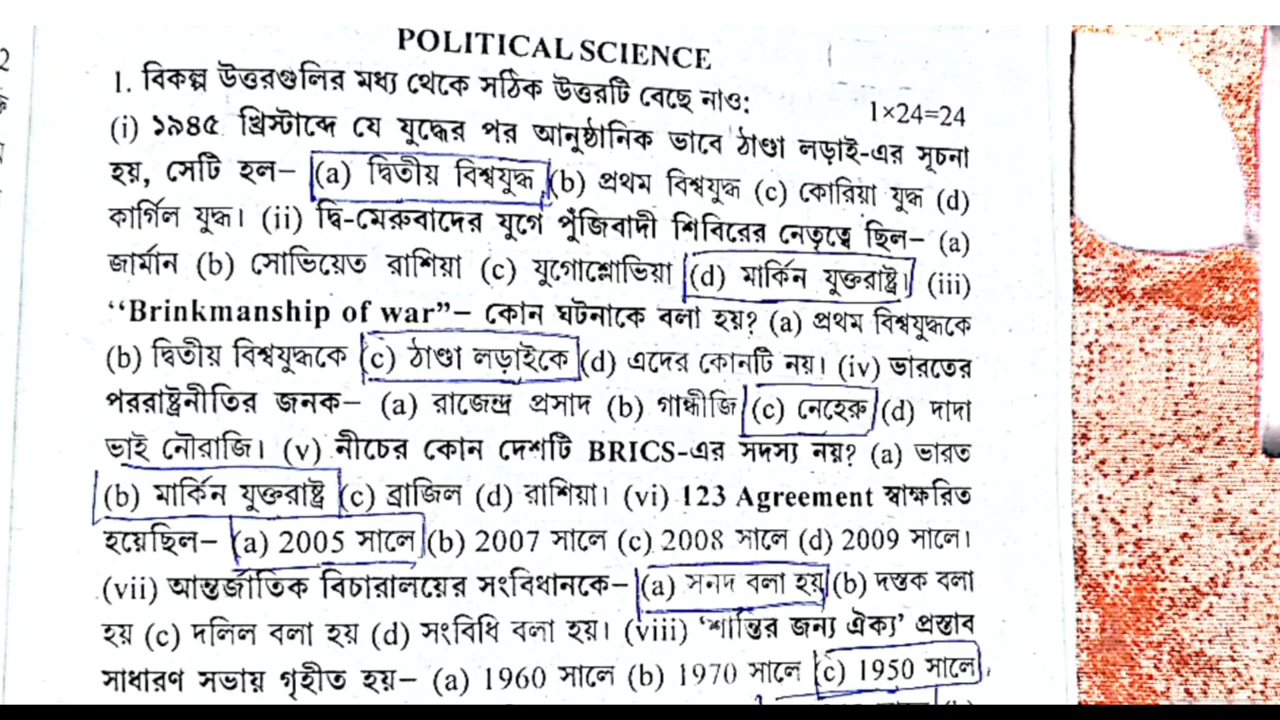 POLITICAL SCIENCE
1. বিকল্প উত্তরগুলির মধ্য থেকে সঠিক উত্তরটি বেছে নাও:
1×24=24
(i) ১৯৪৫ খ্রিস্টাব্দে যে যুদ্ধের পর আনুষ্ঠানিক ভাবে ঠাণ্ডা লড়াই-এর সূচনা
হয়, সেটি হল– (a) দ্বিতীয় বিশ্বযুদ্ধ (b) প্রথম বিশ্বযুদ্ধ (c) কোরিয়া যুদ্ধ (d)
কার্গিল যুদ্ধ। (ii) দ্বি-মেরুবাদের যুগে পুঁজিবাদী শিবিরের নেতৃত্বে ছিল– (a)
জার্মান (b) সোভিয়েত রাশিয়া (c) যুগোশ্লোভিয়া (d) মার্কিন যুক্তরাষ্ট্র। (iii)
‘‘Brinkmanship of war”– কোন ঘটনাকে বলা হয়? (a) প্রথম বিশ্বযুদ্ধকে
(b) দ্বিতীয় বিশ্বযুদ্ধকে (c) ঠাণ্ডা লড়াইকে (d) এদের কোনটি নয়। (iv) ভারতের
পররাষ্ট্রনীতির জনক– (a) রাজেন্দ্র প্রসাদ (b) গান্ধীজি (c) নেহেরু (d) দাদা
ভাই নৌরাজি। (v) নীচের কোন দেশটি BRICS-এর সদস্য নয়? (a) ভারত
(b) মার্কিন যুক্তরাষ্ট্র (c) ব্রাজিল (d) রাশিয়া। (vi) 123 Agreement স্বাক্ষরিত
হয়েছিল– (a) 2005 সালে (b) 2007 সালে (c) 2008 সালে (d) 2009 সালে।
(vii) আন্তর্জাতিক বিচারালয়ের সংবিধানকে– (a) সনদ বলা হয় (b) দস্তক বলা
হয় (c) দলিল বলা হয় (d) সংবিধি বলা হয়। (viii) ‘শান্তির জন্য ঐক্য’ প্রস্তাব
সাধারণ সভায় গৃহীত হয়– (a) 1960 সালে (b) 1970 সালে (c) 1950 সালে